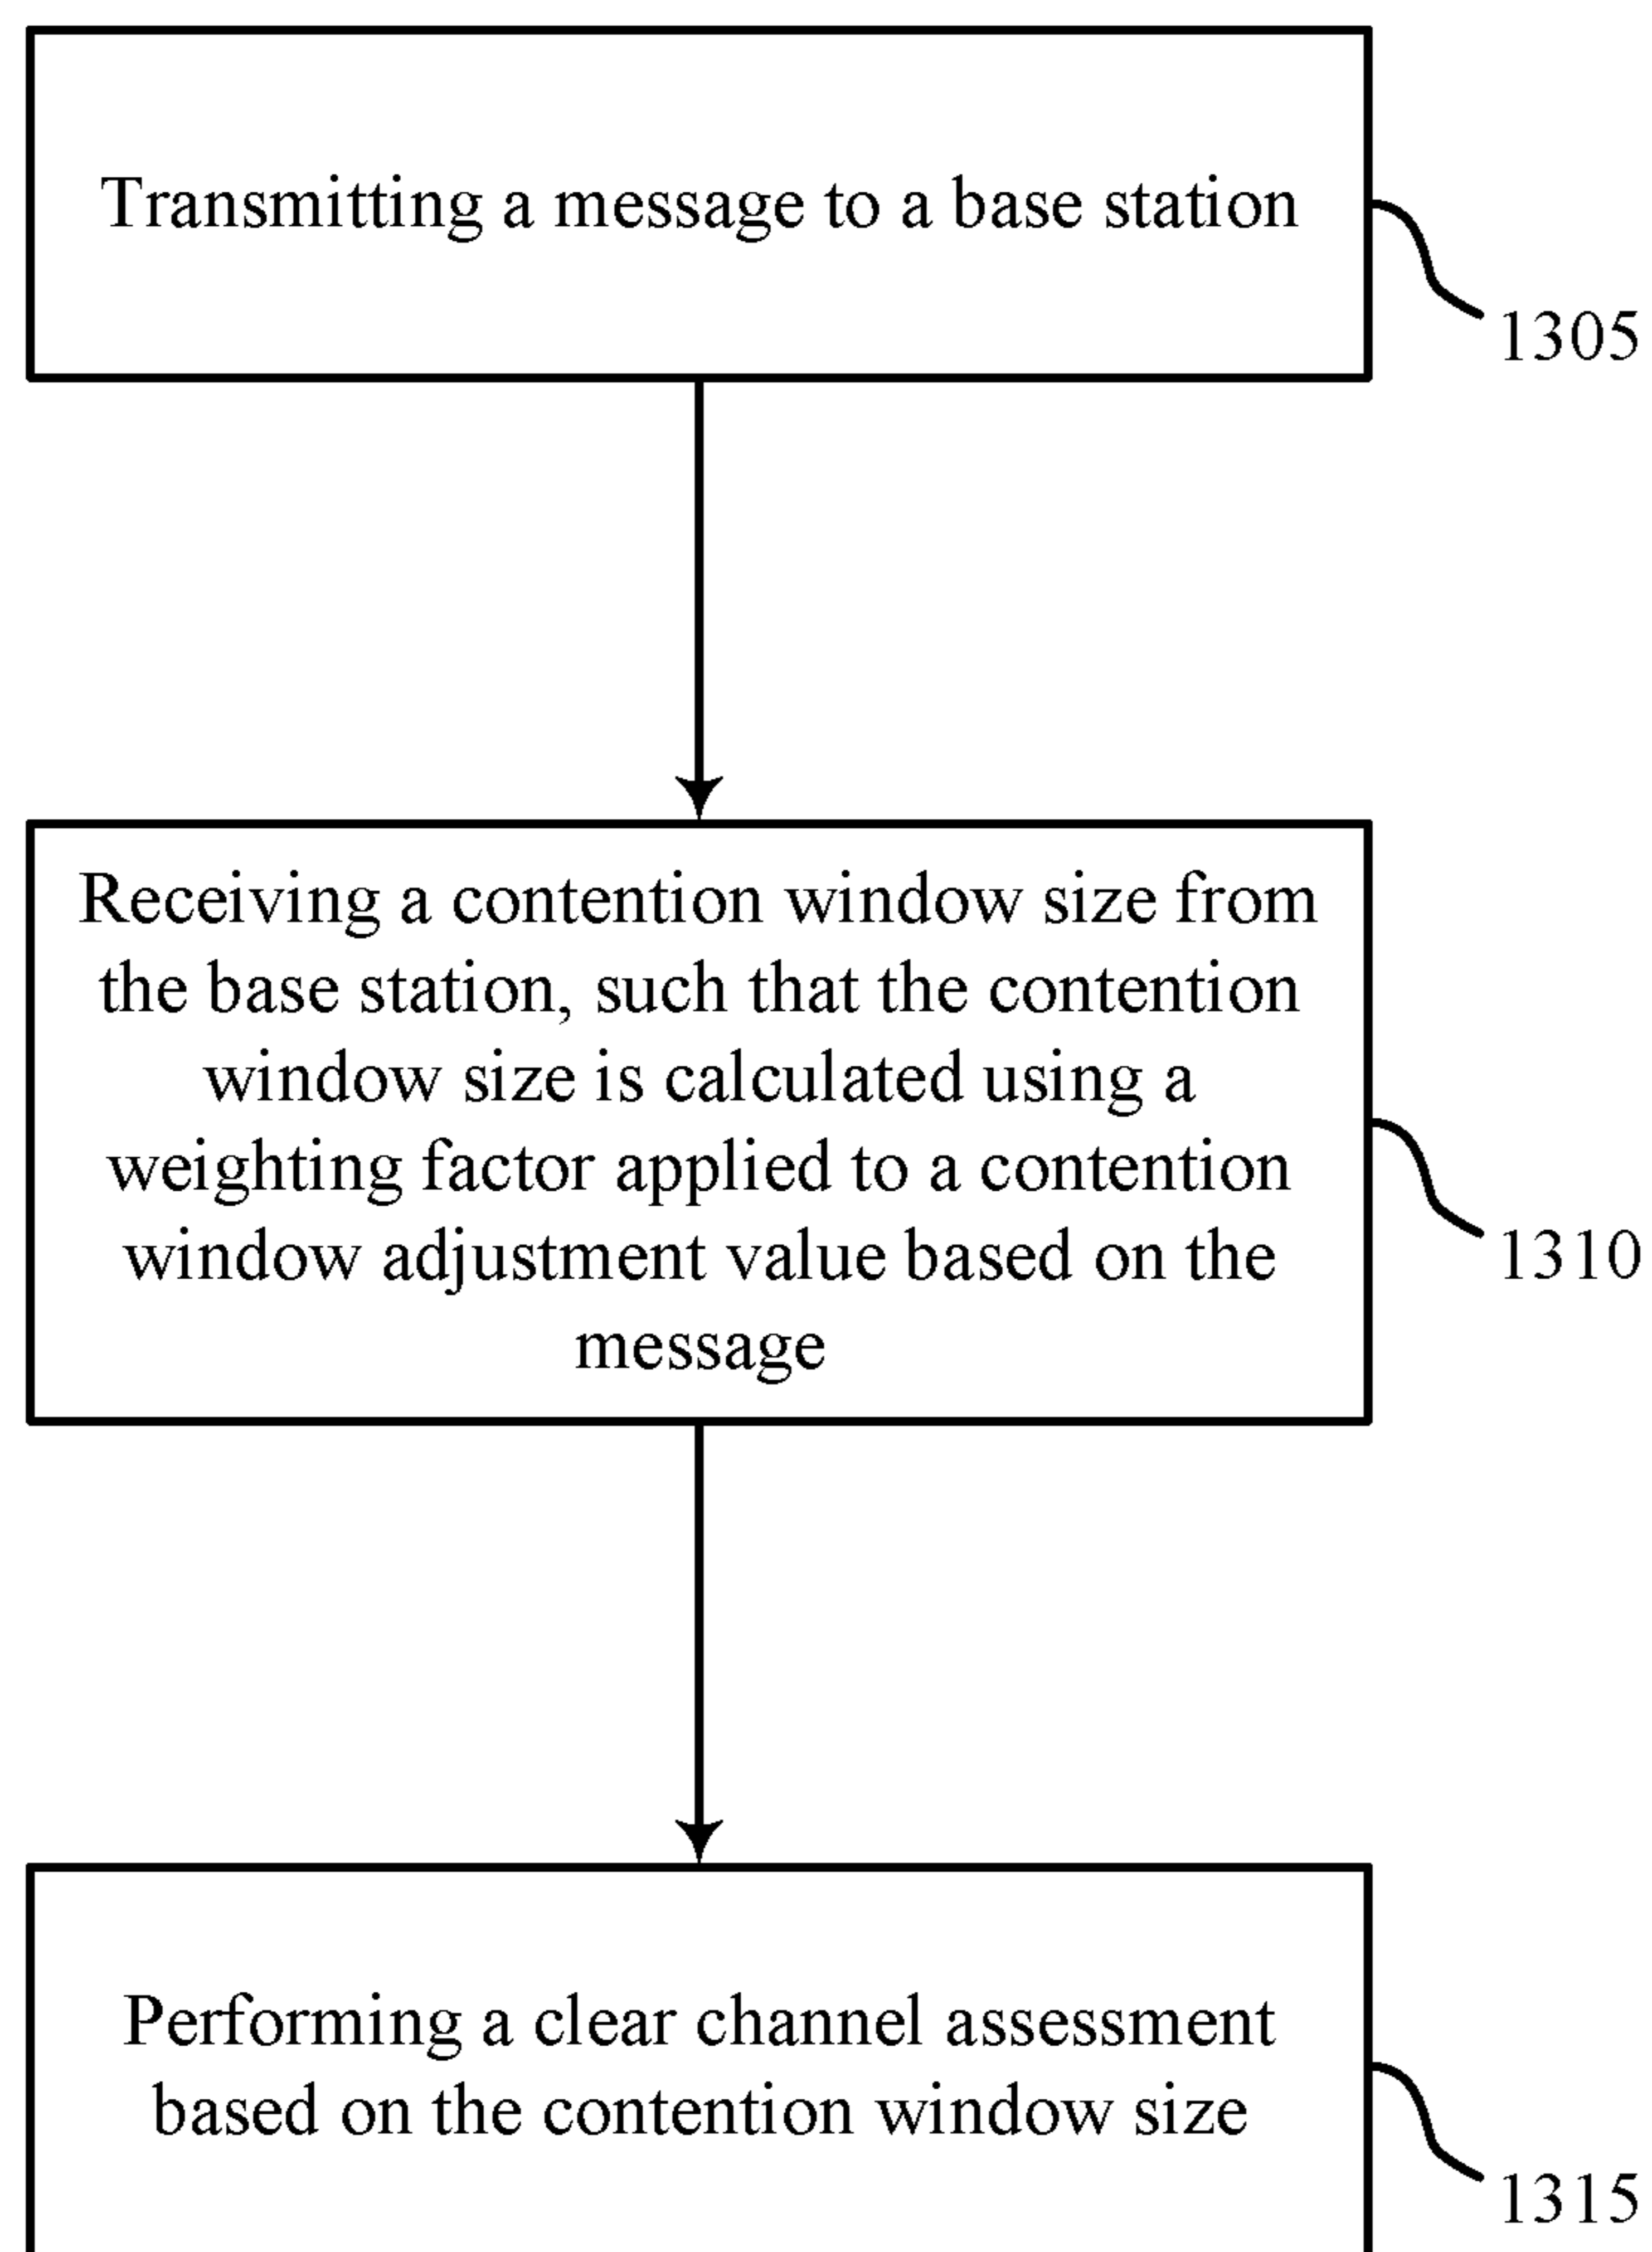 Transmitting a message to a base station
1305
Receiving a contention window size from
the base station, such that the contention
window size is calculated using a
weighting factor applied to a contention
window adjustment value based on the
message
1310
Performing a clear channel assessment
based on the contention window size
1315